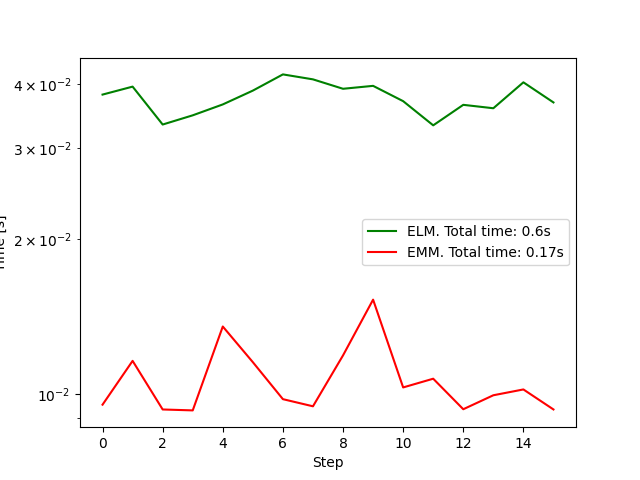 4 × 10⁻²
3 × 10⁻²
2 × 10⁻²
10⁻²
ELM. Total time: 0.6s
EMM. Total time: 0.17s
0 2 4 6 8 10 12 14
Step